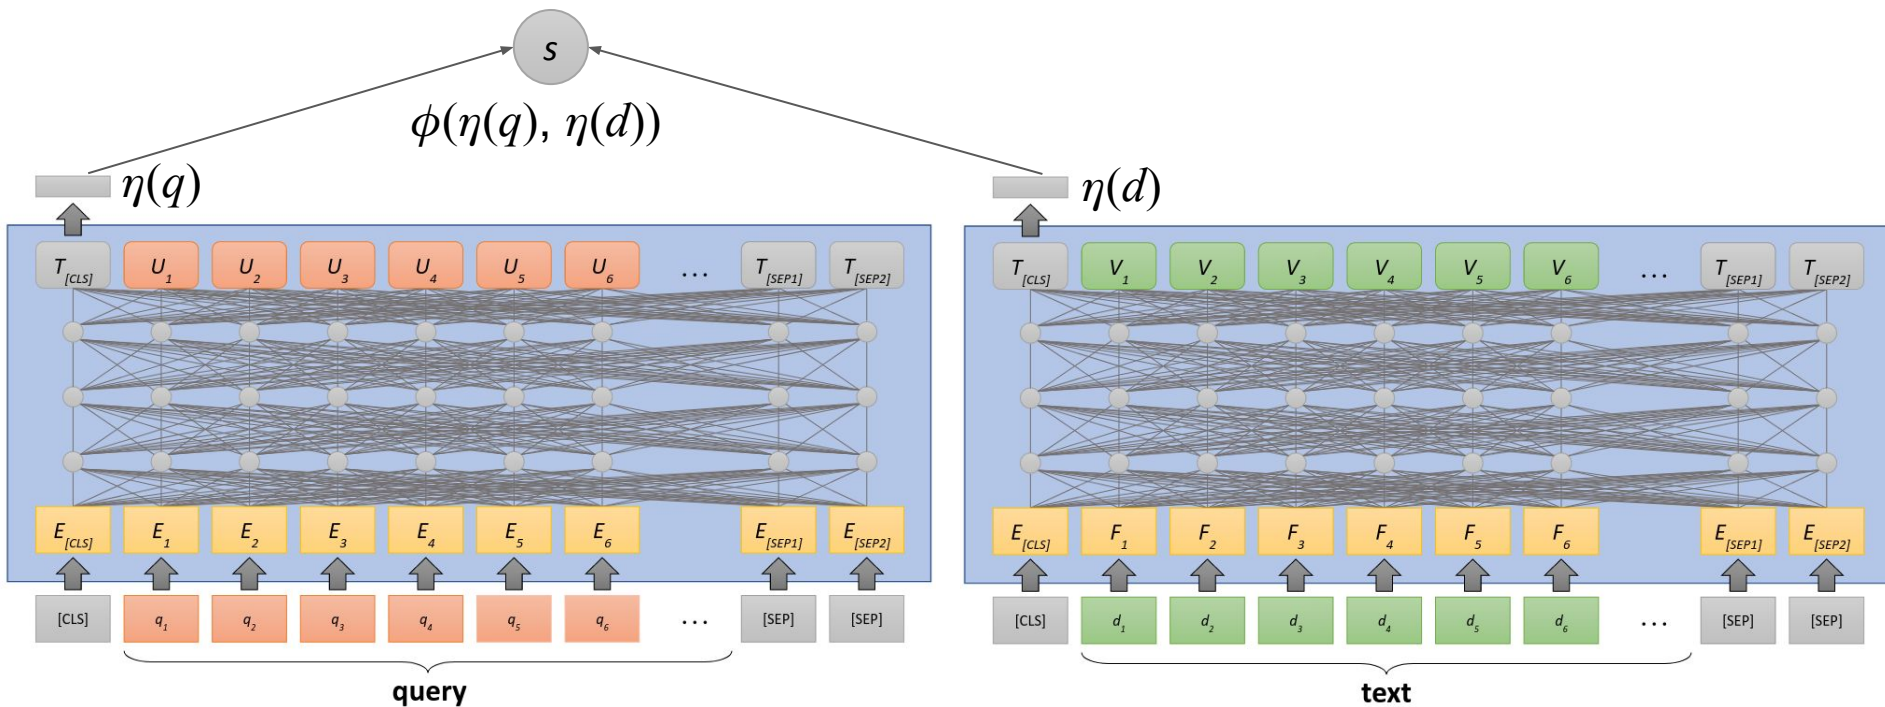 s
ϕ(η(q), η(d))
η(q) η(d)
T[CLS] U1 U2 U3 U4 U5 U6 ... T[SEP1] T[SEP2] T[CLS] V1 V2 V3 V4 V5 V6 ... T[SEP1] T[SEP2]
E[CLS] E1 E2 E3 E4 E5 E6 E[SEP1] E[SEP2] E[CLS] F1 F2 F3 F4 F5 F6 E[SEP1] E[SEP2]
[CLS] q1 q2 q3 q4 q5 q6 ... [SEP] [SEP] [CLS] d1 d2 d3 d4 d5 d6 ... [SEP] [SEP]
query text